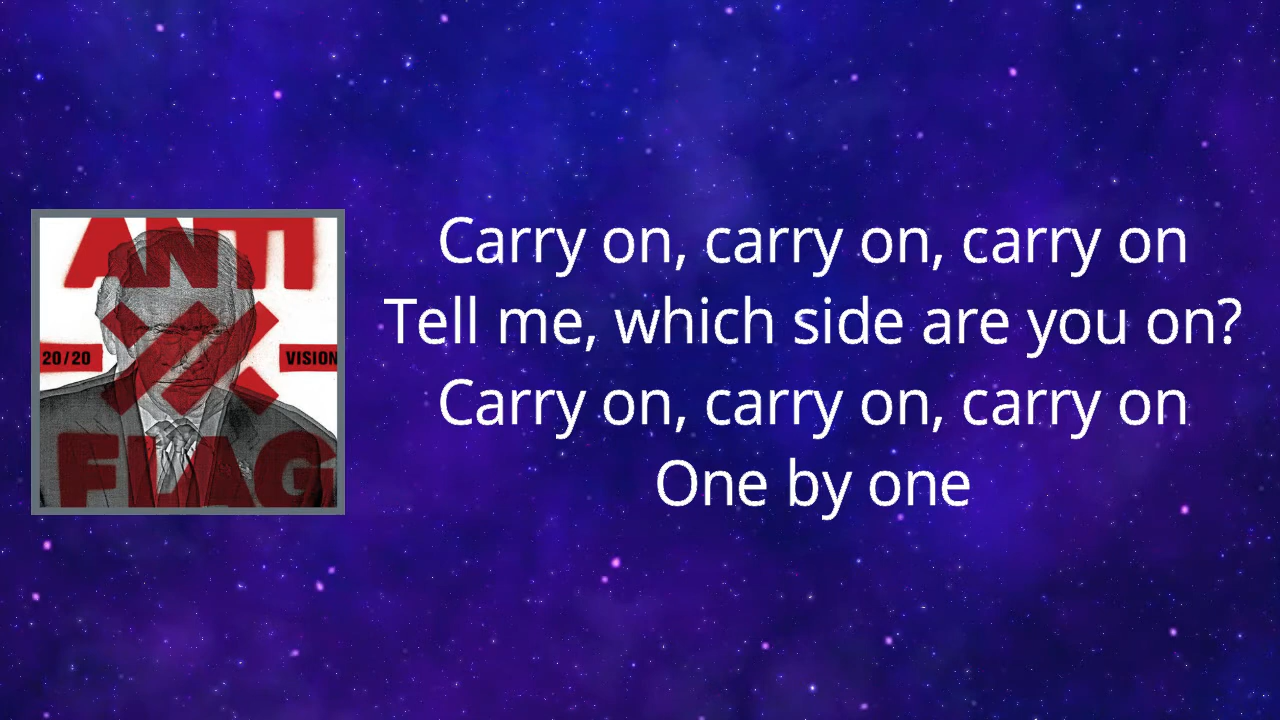 ANTI
20/20 VISION
FLAG
Carry on, carry on, carry on
Tell me, which side are you on?
Carry on, carry on, carry on
One by one